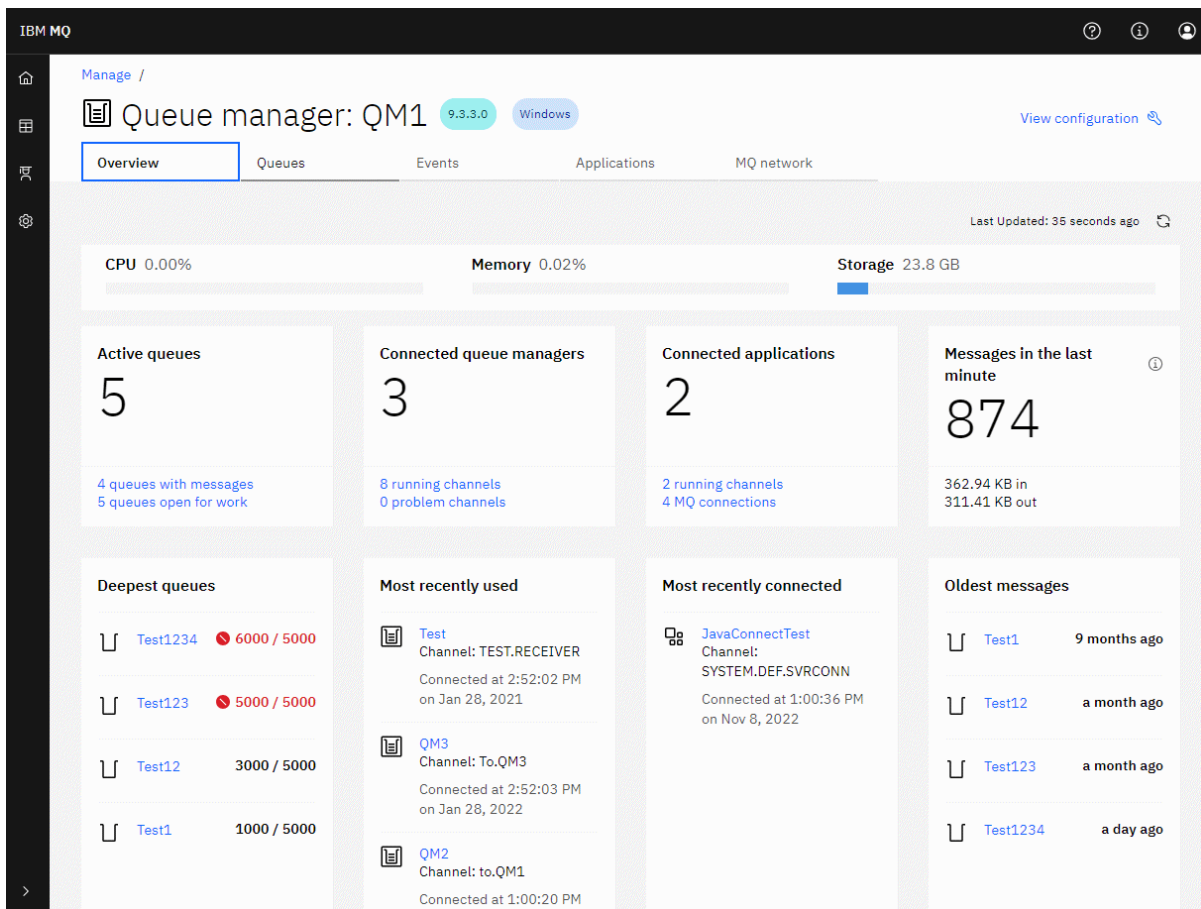 IBM MQ
Manage /
Queue manager: QM1 9.3.3.0 Windows
View configuration
Overview Queues Events Applications MQ network
Last Updated: 35 seconds ago
CPU 0.00% Memory 0.02% Storage 23.8 GB
Active queues
5
4 queues with messages
5 queues open for work
Connected queue managers
3
8 running channels
0 problem channels
Connected applications
2
2 running channels
4 MQ connections
Messages in the last
minute
874
362.94 KB in
311.41 KB out
Deepest queues
Test1234 6000 / 5000
Test123 5000 / 5000
Test12 3000 / 5000
Test1 1000 / 5000
Most recently used
Test
Channel: TEST.RECEIVER
Connected at 2:52:02 PM
on Jan 28, 2021
QM3
Channel: To.QM3
Connected at 2:52:03 PM
on Jan 28, 2022
QM2
Channel: to.QM1
Connected at 1:00:20 PM
Most recently connected
JavaConnectTest
Channel:
SYSTEM.DEF.SVRCONN
Connected at 1:00:36 PM
on Nov 8, 2022
Oldest messages
Test1 9 months ago
Test12 a month ago
Test123 a month ago
Test1234 a day ago